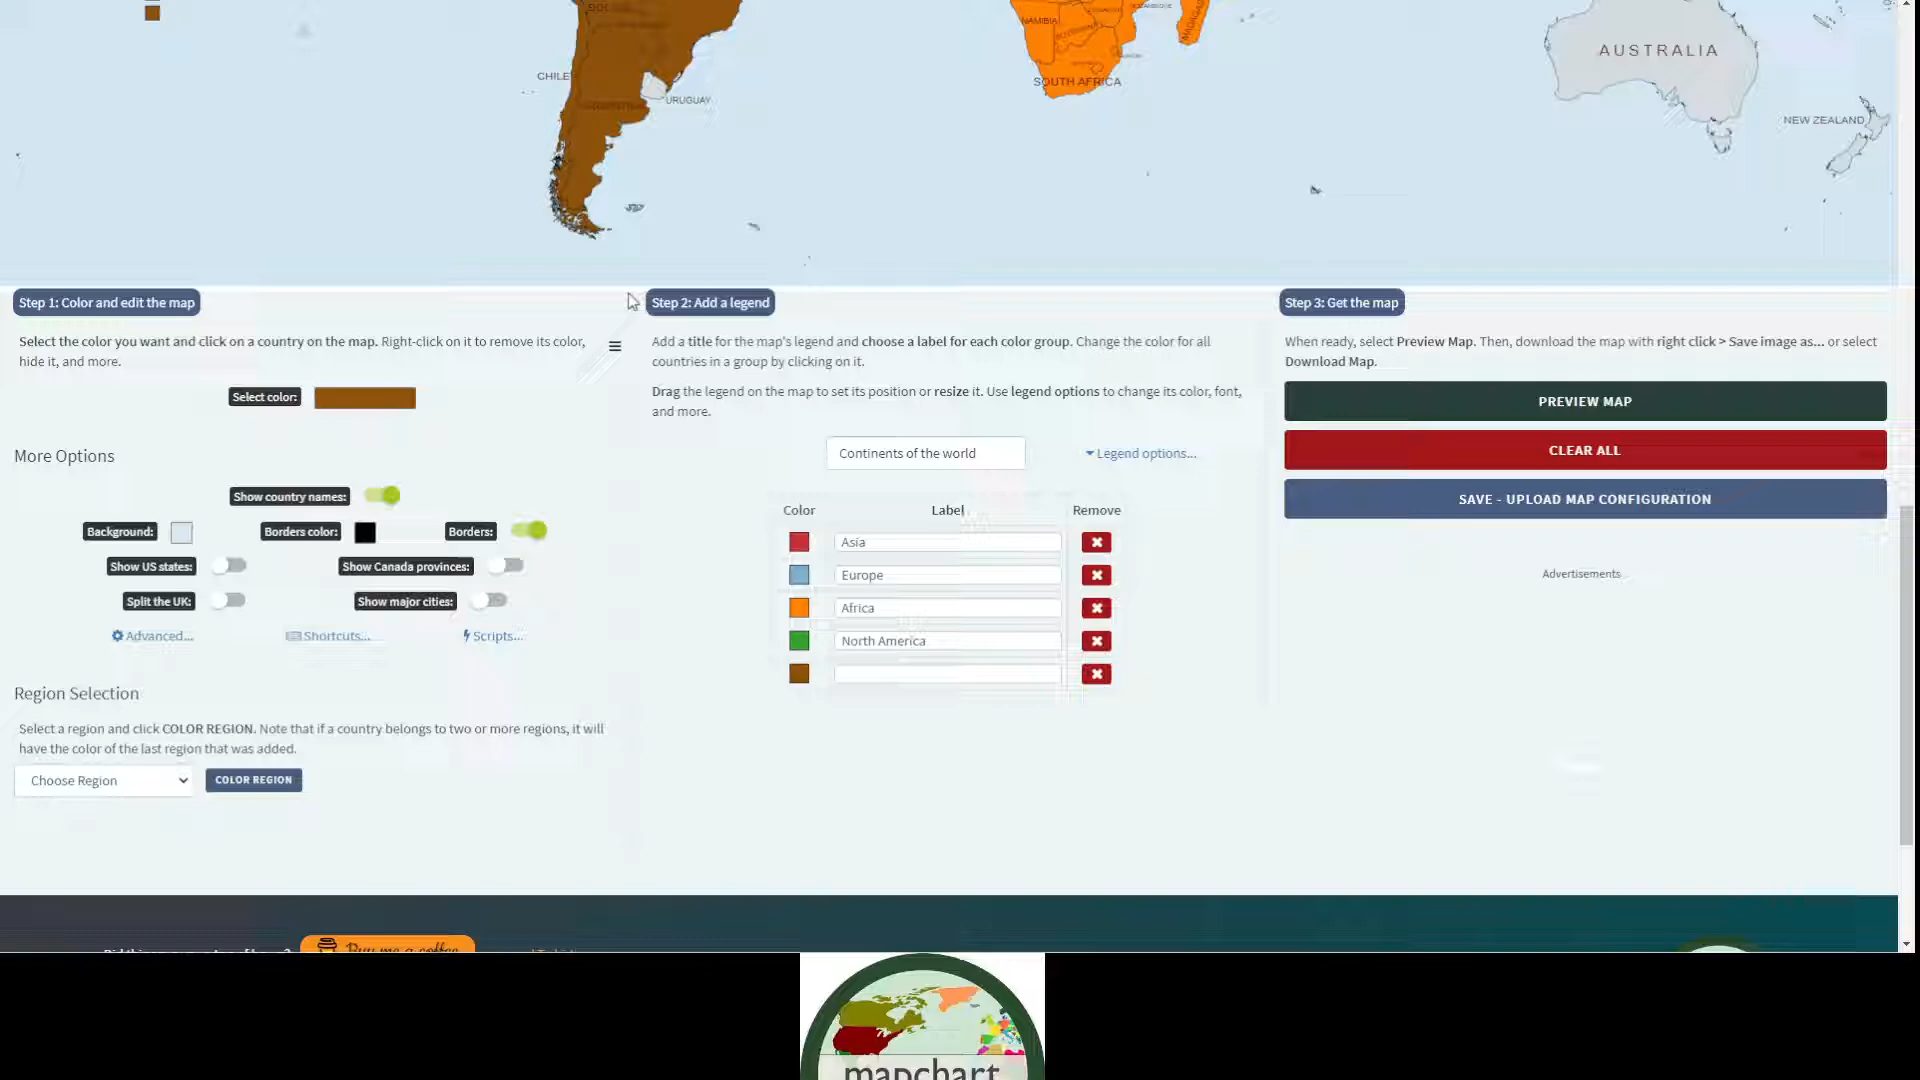 NAMIBIA
SOUTH AFRICA
CHILE
URUGUAY
AUSTRALIA
NEW ZEALAND
Step 1: Color and edit the map
Select the color you want and click on a country on the map. Right-click on it to remove its color,
hide it, and more.
Select color:
More Options
Show country names:
Background:
Borders color:
Borders:
Show US states:
Show Canada provinces:
Split the UK:
Show major cities:
Advanced...
Shortcuts...
Scripts...
Region Selection
Select a region and click COLOR REGION. Note that if a country belongs to two or more regions, it will
have the color of the last region that was added.
Choose Region
COLOR REGION
Step 2: Add a legend
Add a title for the map's legend and choose a label for each color group. Change the color for all
countries in a group by clicking on it.
Drag the legend on the map to set its position or resize it. Use legend options to change its color, font,
and more.
Continents of the world
Legend options...
Color Label Remove
Asia
Europe
Africa
North America
Step 3: Get the map
When ready, select Preview Map. Then, download the map with right click > Save image as... or select
Download Map.
PREVIEW MAP
CLEAR ALL
SAVE - UPLOAD MAP CONFIGURATION
Advertisements
Buy me a coffee
mapchart